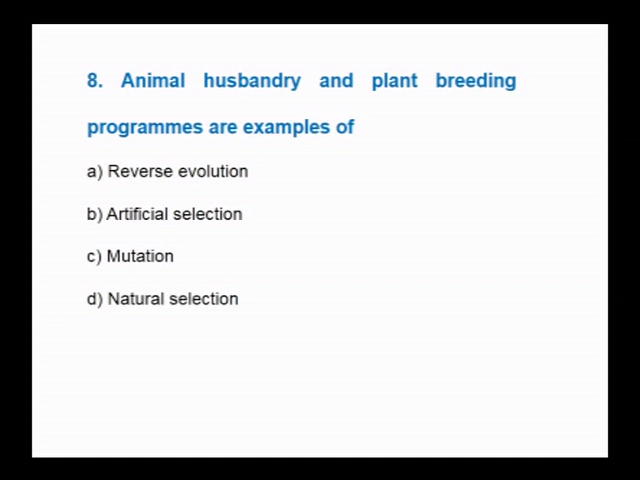 8. Animal husbandry and plant breeding
programmes are examples of
a) Reverse evolution
b) Artificial selection
c) Mutation
d) Natural selection